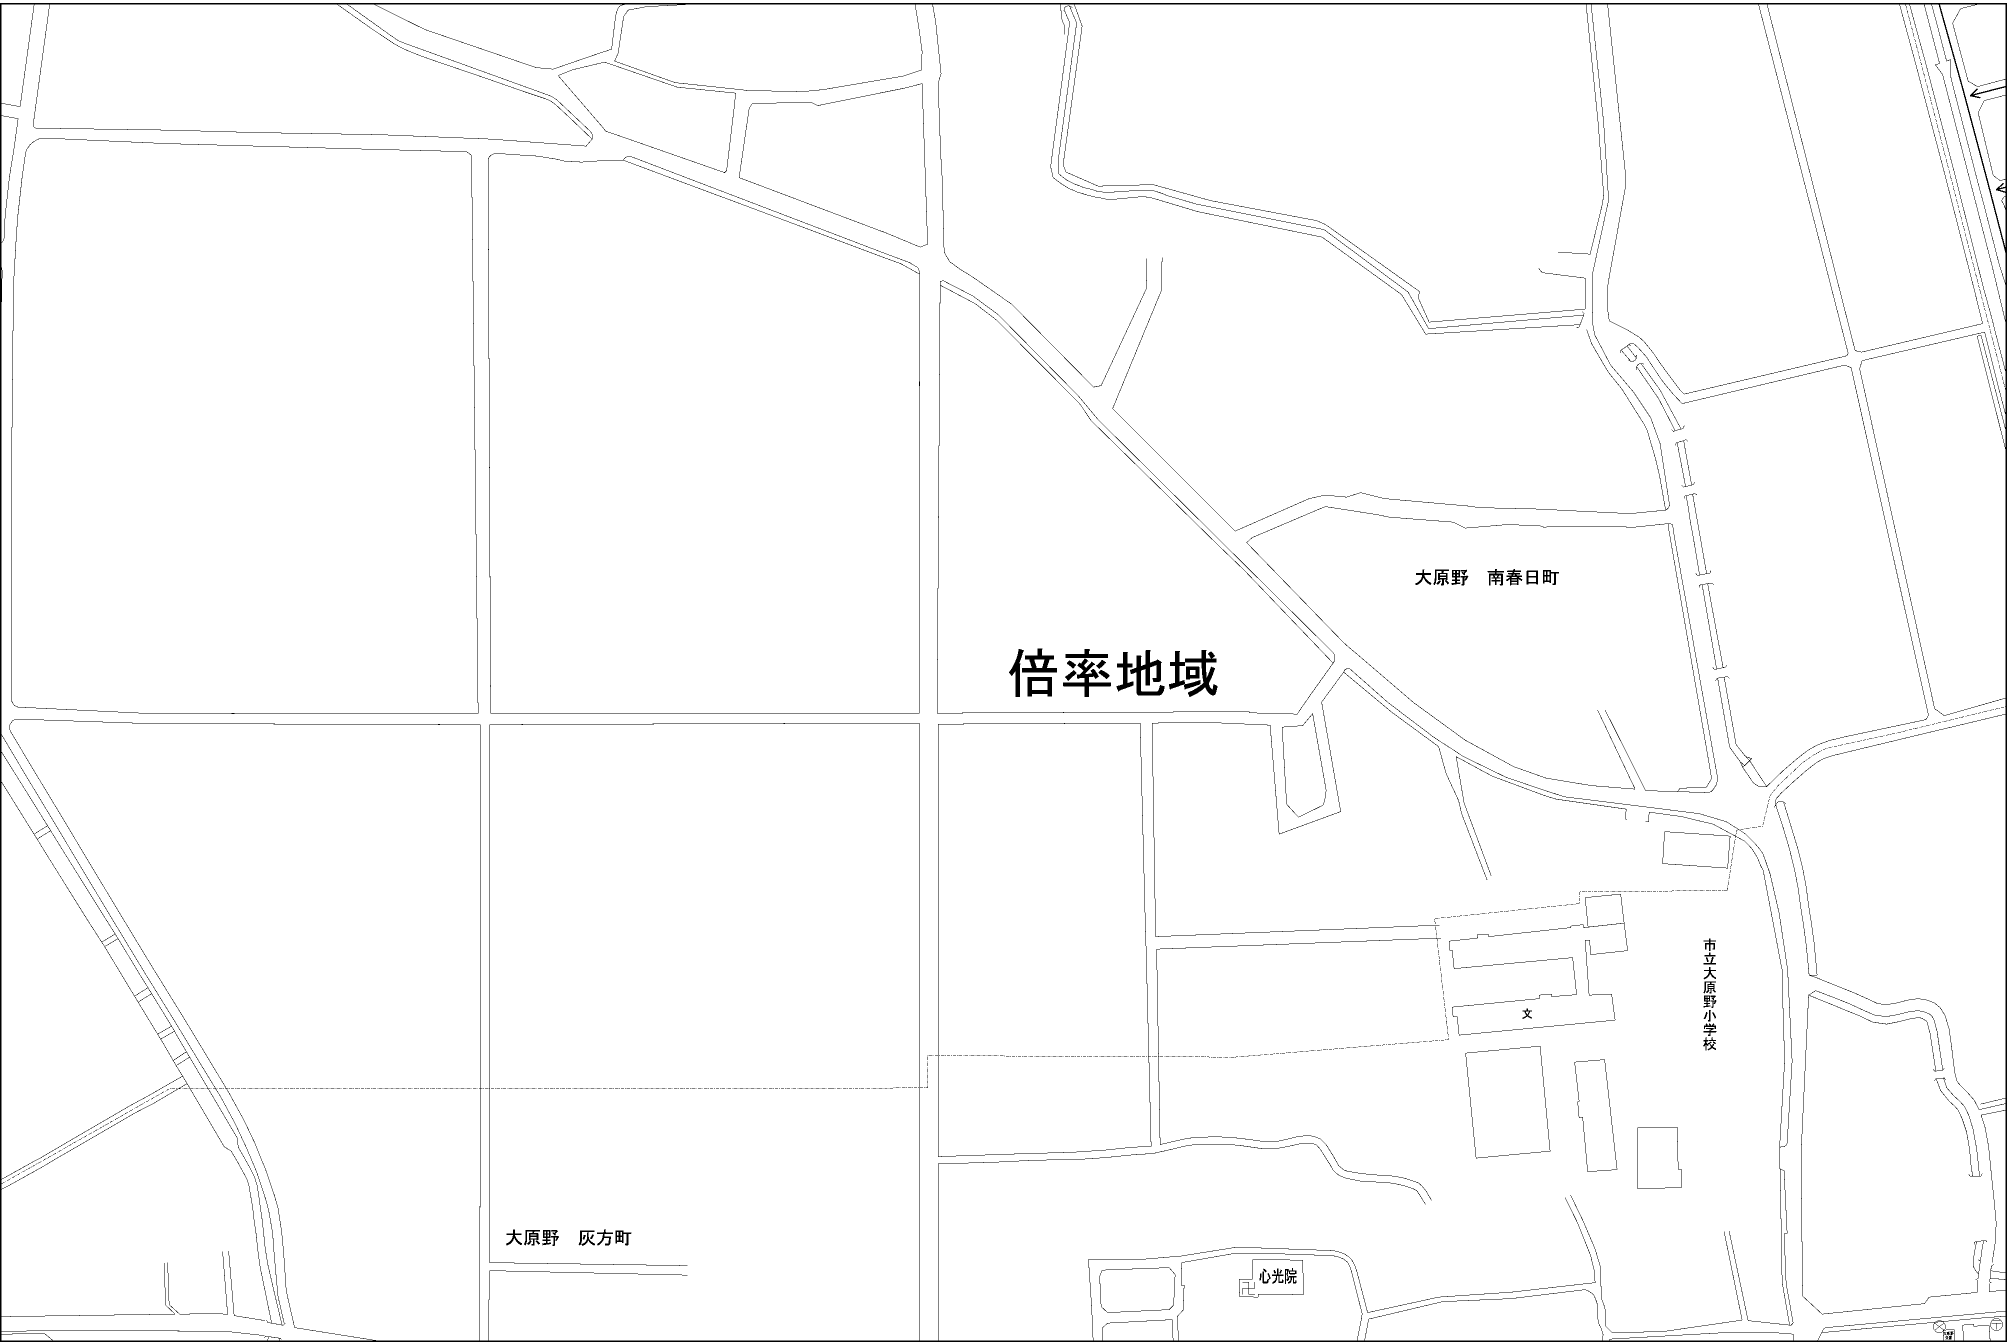 大原野　南春日町
倍率地域
市立大原野小学校
文
大原野　灰方町
心光院